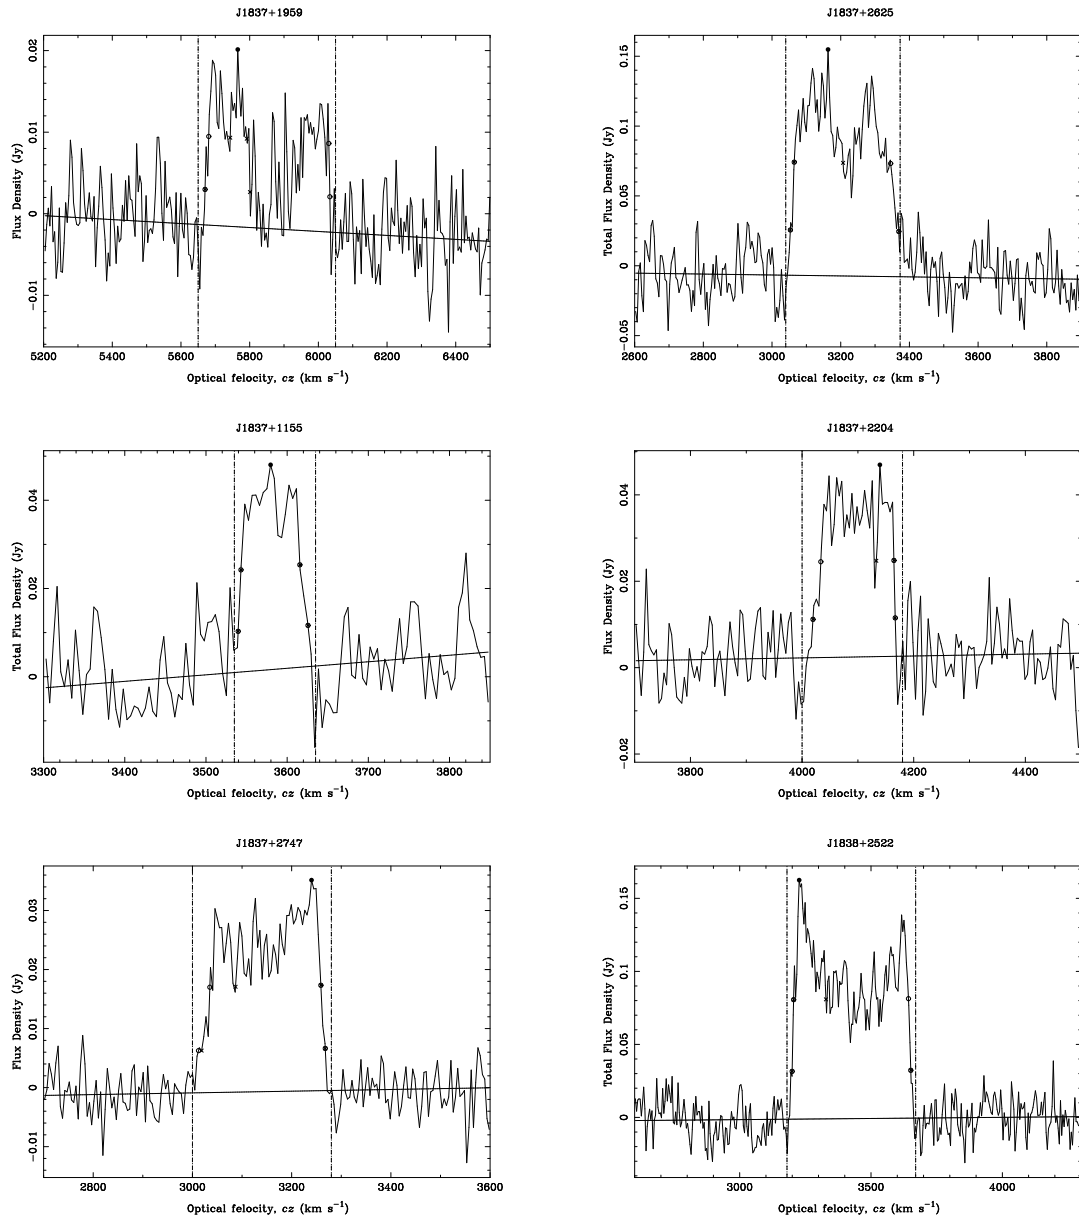 J1837+1959
Flux Density (Jy)
0.02
0.01
0
−0.01
5200 5400 5600 5800 6000 6200 6400
Optical felocity, cz (km s⁻¹)
J1837+2625
Total Flux Density (Jy)
0.15
0.1
0.05
0
−0.05
2600 2800 3000 3200 3400 3600 3800
Optical felocity, cz (km s⁻¹)
J1837+1155
Total Flux Density (Jy)
0.04
0.02
0
3300 3400 3500 3600 3700 3800
Optical felocity, cz (km s⁻¹)
J1837+2204
Flux Density (Jy)
0.04
0.02
0
−0.02
3800 4000 4200 4400
Optical felocity, cz (km s⁻¹)
J1837+2747
Flux Density (Jy)
0.03
0.02
0.01
0
−0.01
2800 3000 3200 3400 3600
Optical felocity, cz (km s⁻¹)
J1838+2522
Total Flux Density (Jy)
0.15
0.1
0.05
0
3000 3500 4000
Optical felocity, cz (km s⁻¹)